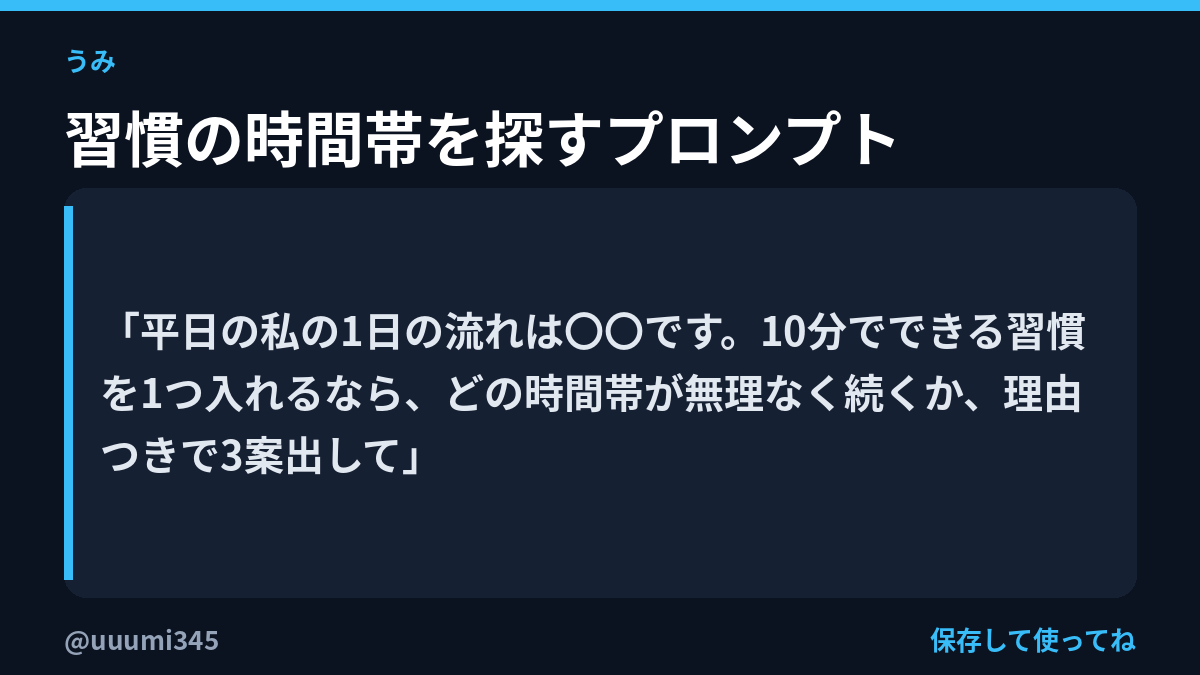 うみ
習慣の時間帯を探すプロンプト
「平日の私の1日の流れは〇〇です。10分でできる習慣
を1つ入れるなら、どの時間帯が無理なく続くか、理由
つきで3案出して」
@uuumi345
保存して使ってね